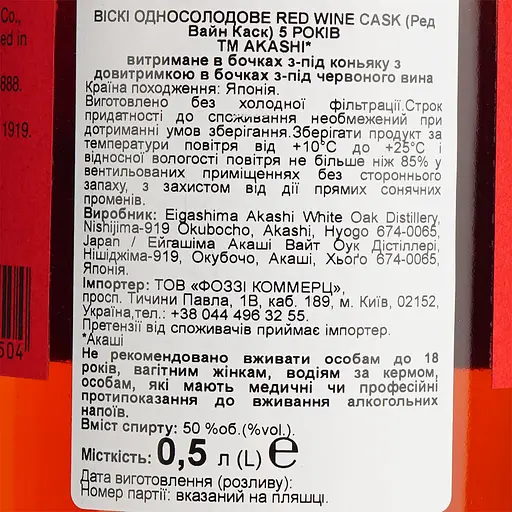 Co.,
ed in
888.
1919.
504
ВІСКІ ОДНОСОЛОДОВЕ RED WINE CASK (Ред
Вайн Каск) 5 РОКІВ
ТМ AKASHI*
витримане в бочках з-під коньяку з
довитримкою в бочках з-під червоного вина
Країна походження: Японія.
Виготовлено без холодної фільтрації.Строк
придатності до споживання необмежений при
дотриманні умов зберігання.Зберігати продукт за
температури повітря від +10°С до +25°С і
відносної вологості повітря не більше ніж 85% у
вентильованих приміщеннях без стороннього
запаху, з захистом від дії прямих сонячних
променів.
Виробник: Eigashima Akashi White Oak Distillery,
Nishijima-919, Okubocho, Akashi, Hyogo 674-0065,
Japan / Ейгашіма Акаші Вайт Оук Дістіллері,
Нішіджіма-919, Окубочо, Акаші, Хього 674-0065,
Японія.
Імпортер: ТОВ «ФОЗЗІ КОММЕРЦ»,
просп. Тичини Павла, 1В, каб. 189, м. Київ, 02152,
Україна,тел.: +38 044 496 32 55.
Претензії від споживачів приймає імпортер.
*Акаші
Не рекомендовано вживати особам до 18
років, вагітним жінкам, водіям за кермом,
особам, які мають медичні чи професійні
протипоказання до вживання алкогольних
напоїв.
Вміст спирту: 50 %об.(%vol.).
Місткість: 0,5 л (L) ℮
Дата виготовлення (розливу):
Номер партії: вказаний на пляшці.